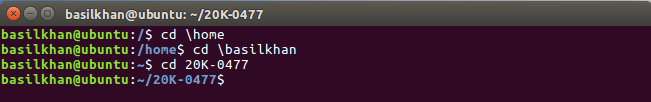 basilkhan@ubuntu: ~/20K-0477
basilkhan@ubuntu:/$ cd \home
basilkhan@ubuntu:/home$ cd \basilkhan
basilkhan@ubuntu:~$ cd 20K-0477
basilkhan@ubuntu:~/20K-0477$